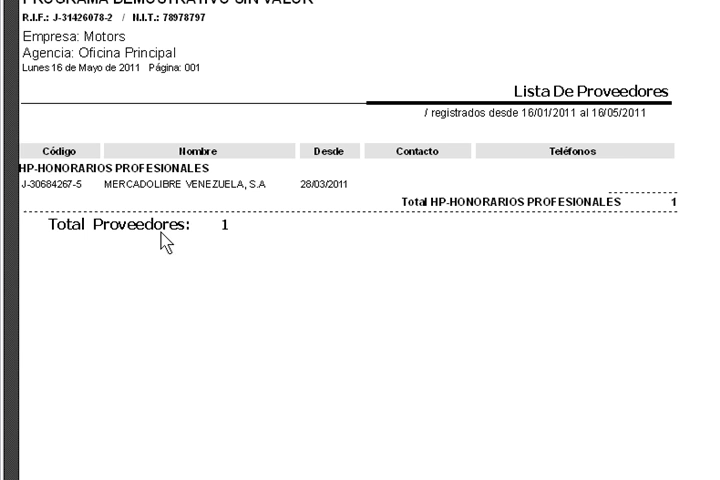 PROGRAMA DEMOSTRATIVO SIN VALOR
R.I.F.: J-31426078-2 / N.I.T.: 78978797
Empresa: Motors
Agencia: Oficina Principal
Lunes 16 de Mayo de 2011 Página: 001
Lista De Proveedores
/ registrados desde 16/01/2011 al 16/05/2011
Código Nombre Desde Contacto Teléfonos
HP-HONORARIOS PROFESIONALES
J-30684267-5 MERCADOLIBRE VENEZUELA, S.A 28/03/2011
Total HP-HONORARIOS PROFESIONALES 1
Total Proveedores: 1